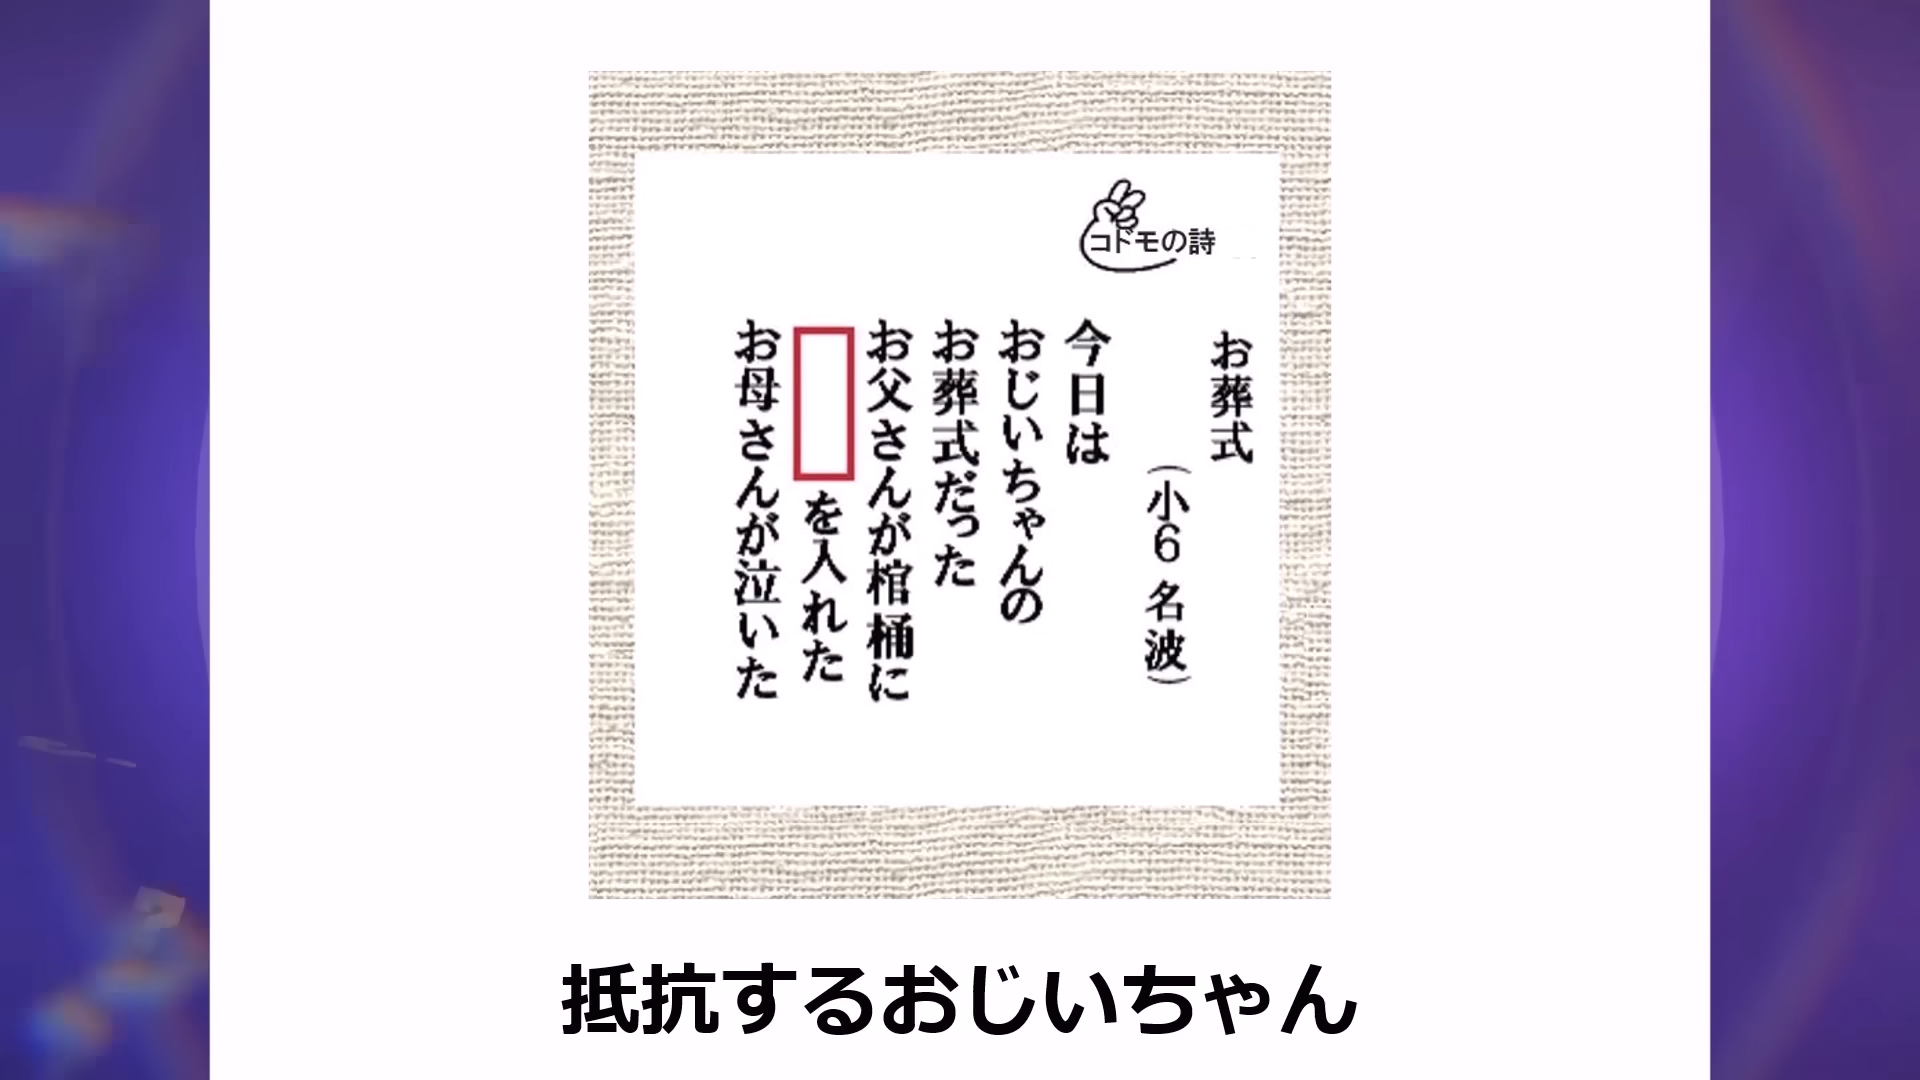 コドモの詩
お葬式
（小6 名波）
今日は
おじいちゃんの
お葬式だった
お父さんが棺桶に
を入れた
お母さんが泣いた
抵抗するおじいちゃん